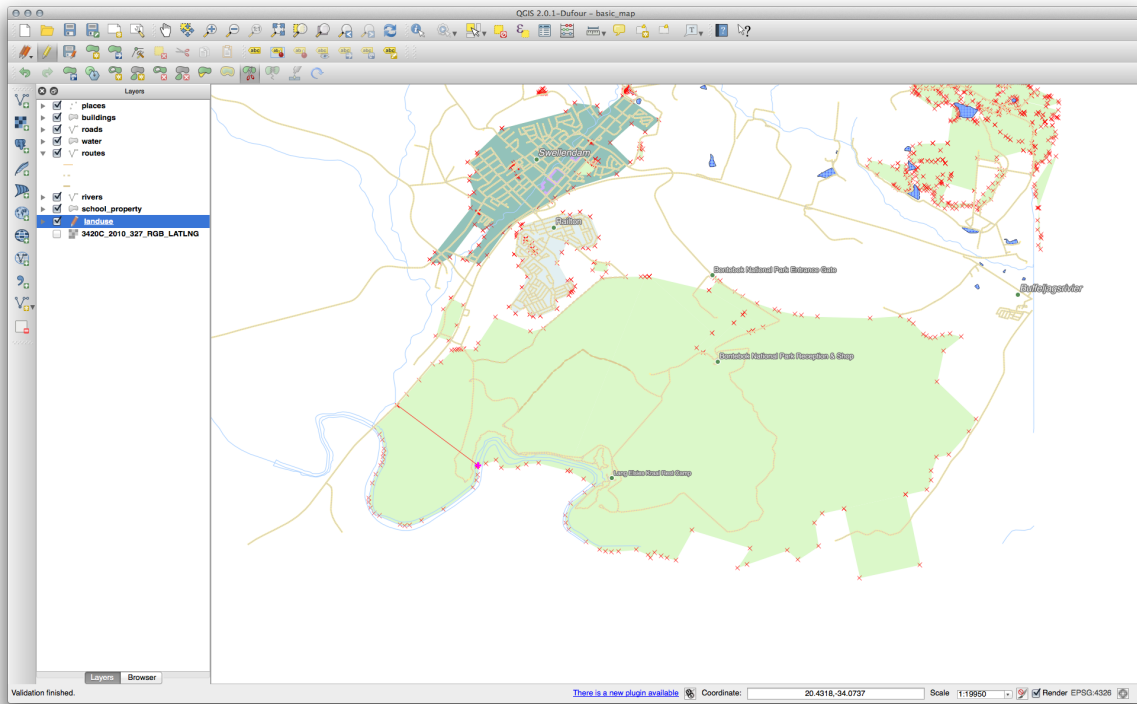 QGIS 2.0.1-Dufour - basic_map
Layers
places
buildings
roads
water
routes
rivers
school_property
landuse
3420C_2010_327_RGB_LATLNG
Swellendam
Railton
Bontebok National Park Entrance Gate
Buffeljagsrivier
Bontebok National Park Reception & Shop
Lang Elsies Kraal Rest Camp
Layers Browser
Validation finished. There is a new plugin available Coordinate: 20.4318,-34.0737 Scale 1:19950 Render EPSG:4326